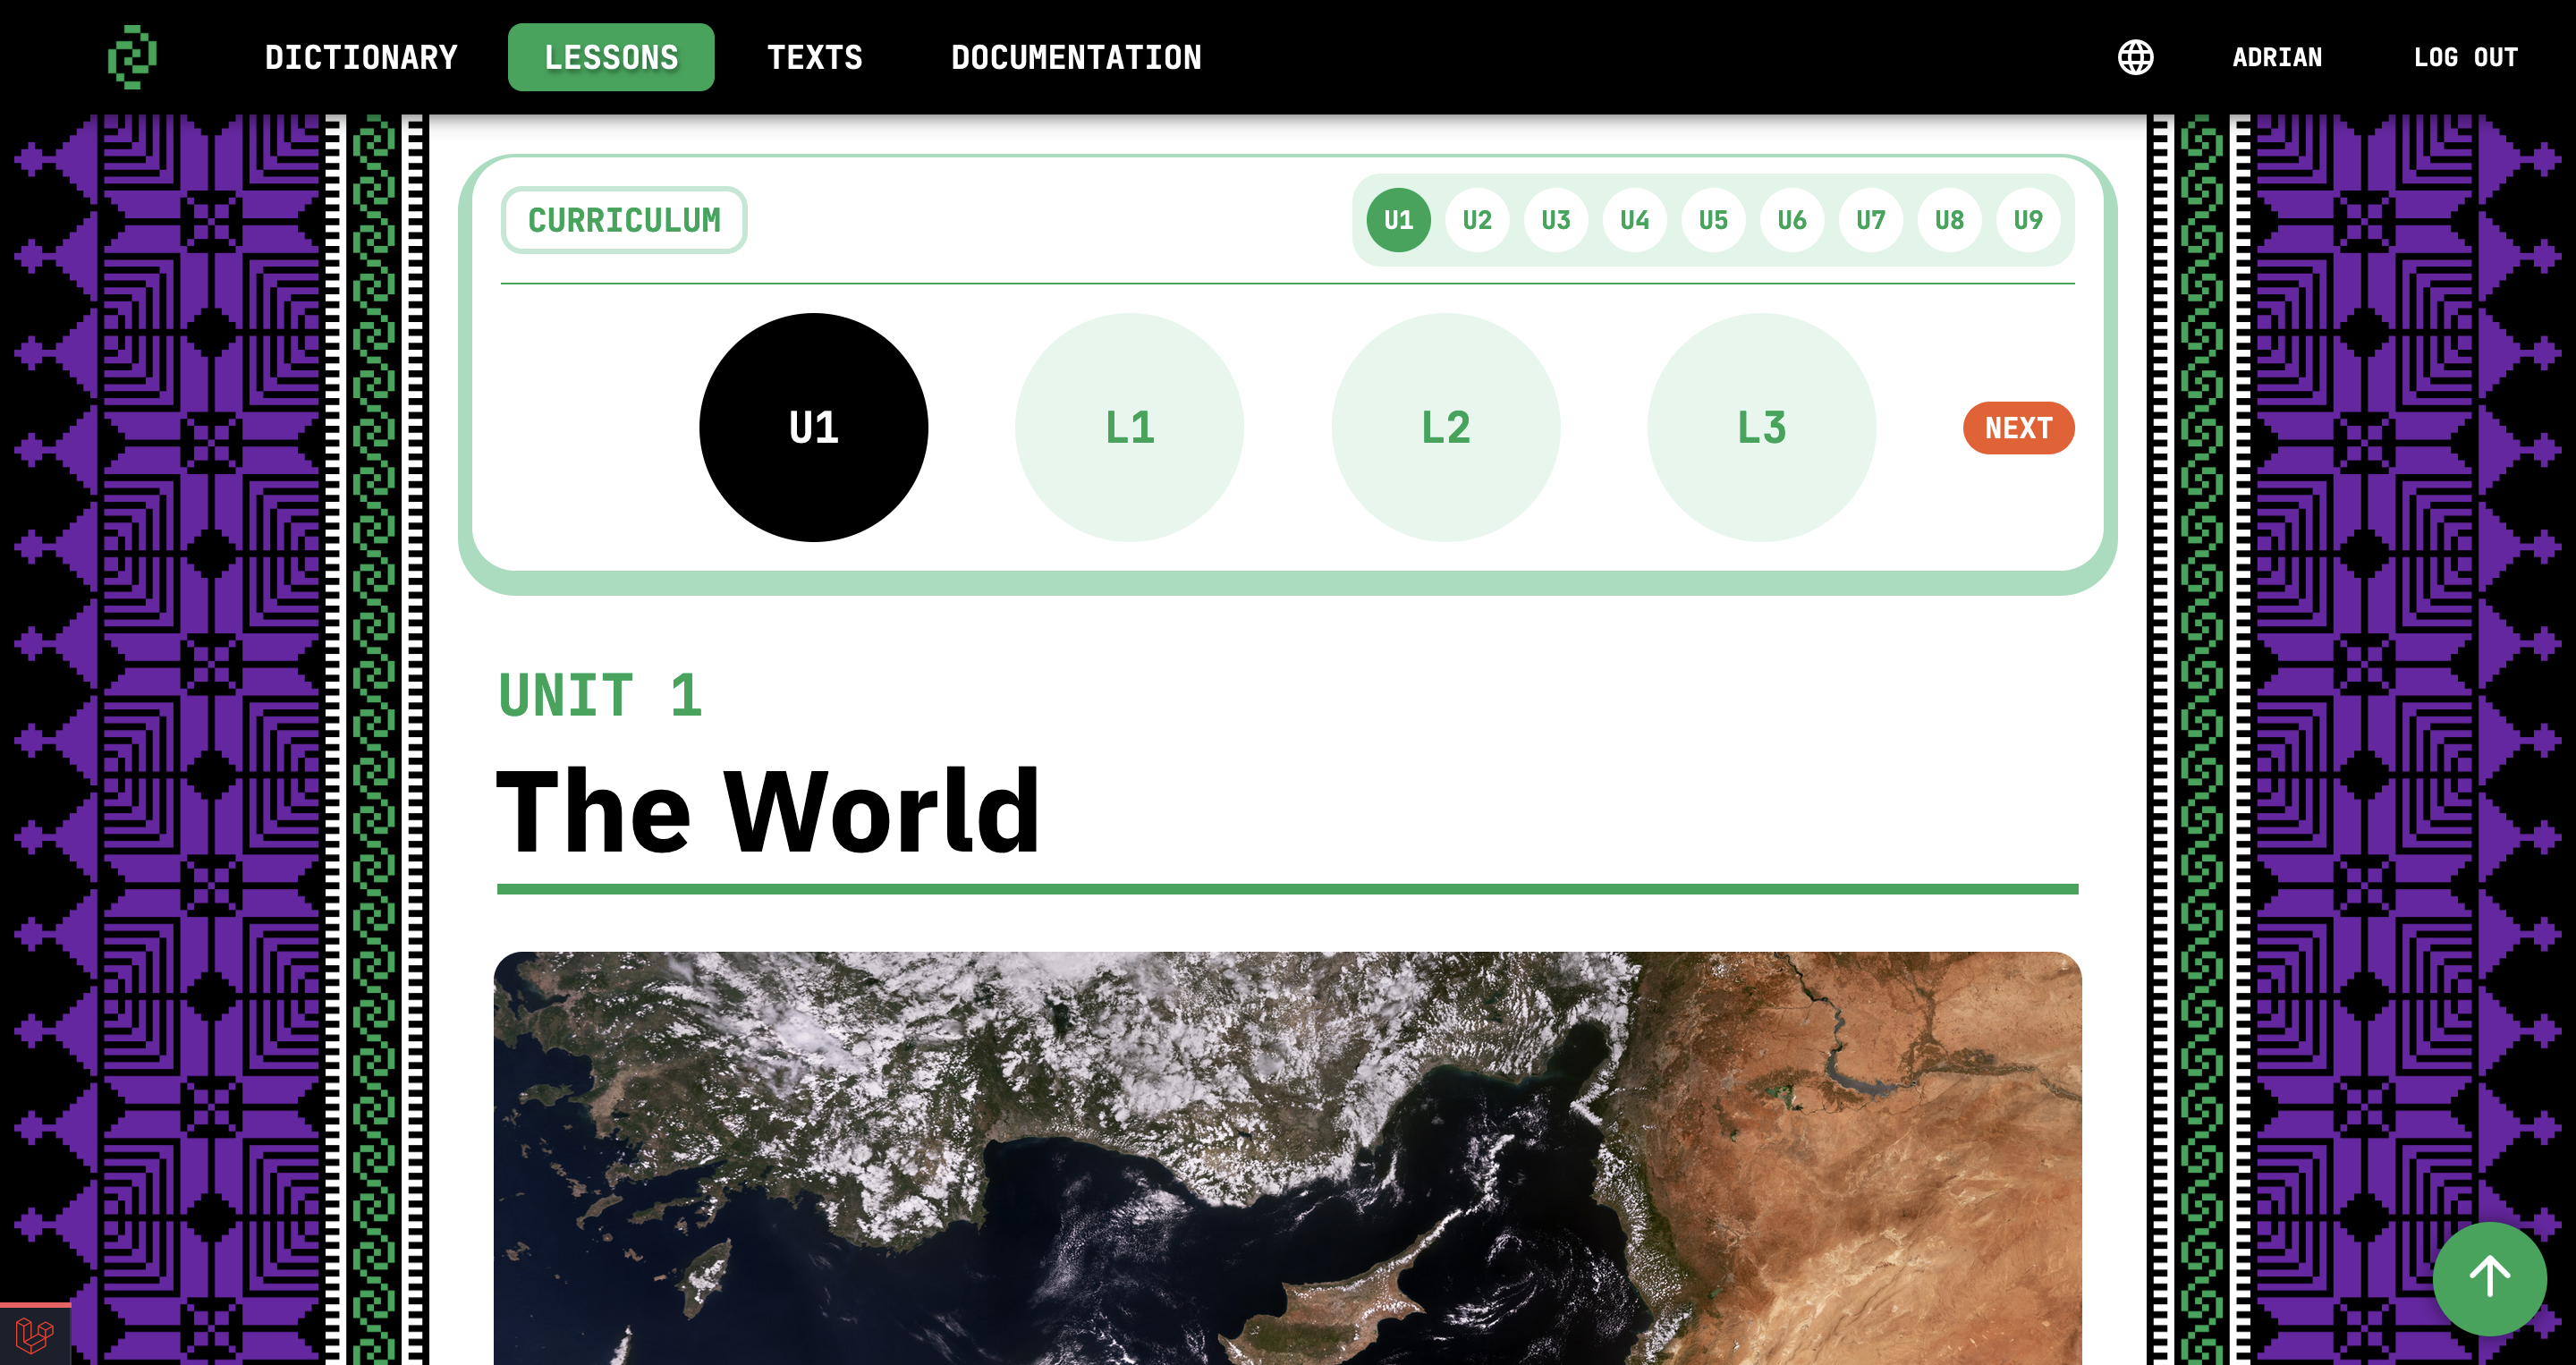 DICTIONARY LESSONS TEXTS DOCUMENTATION ADRIAN LOG OUT
CURRICULUM U1 U2 U3 U4 U5 U6 U7 U8 U9
U1 L1 L2 L3 NEXT
UNIT 1
The World